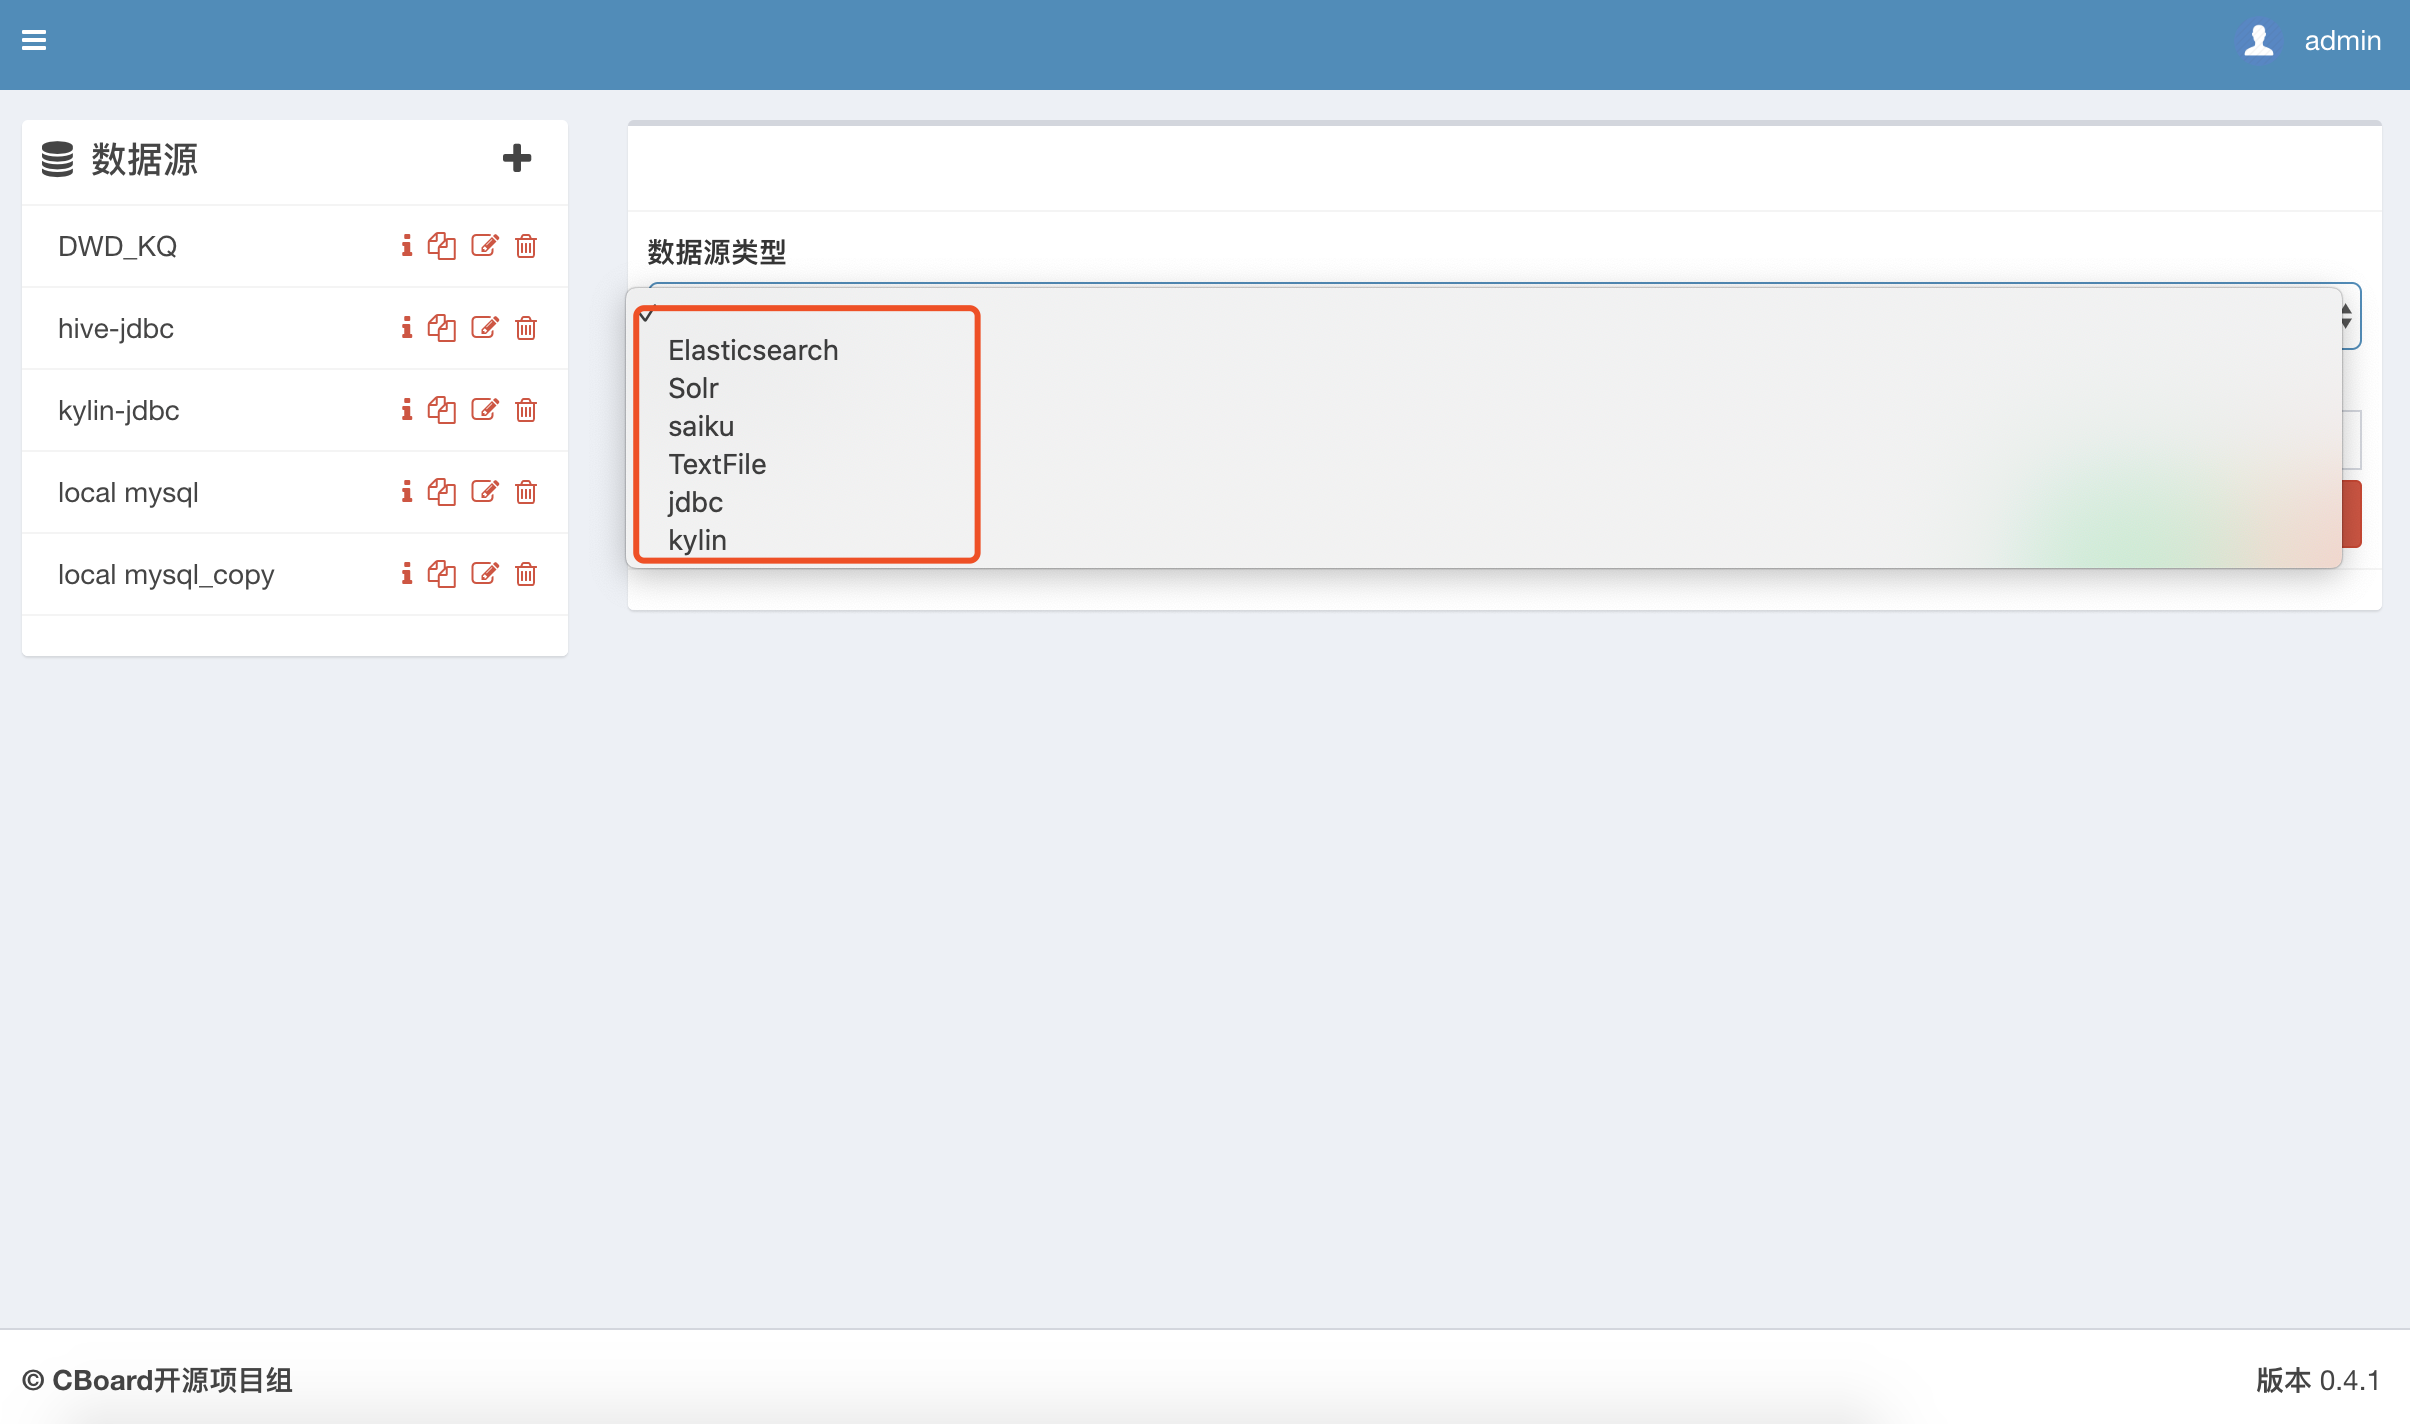 admin
数据源
DWD_KQ
hive-jdbc
kylin-jdbc
local mysql
local mysql_copy
数据源类型
Elasticsearch
Solr
saiku
TextFile
jdbc
kylin
© CBoard开源项目组
版本 0.4.1